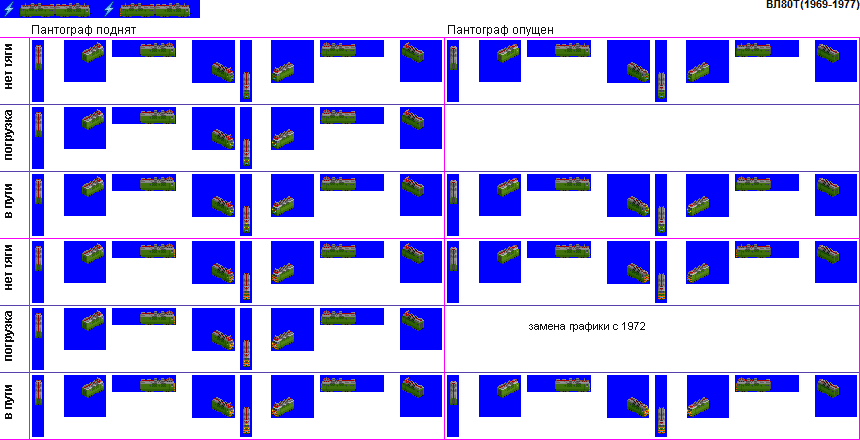 ВЛ80Т(1969-1977)
Пантограф поднят
Пантограф опущен
нет тяги
погрузка
в пути
нет тяги
погрузка
замена графики с 1972
в пути